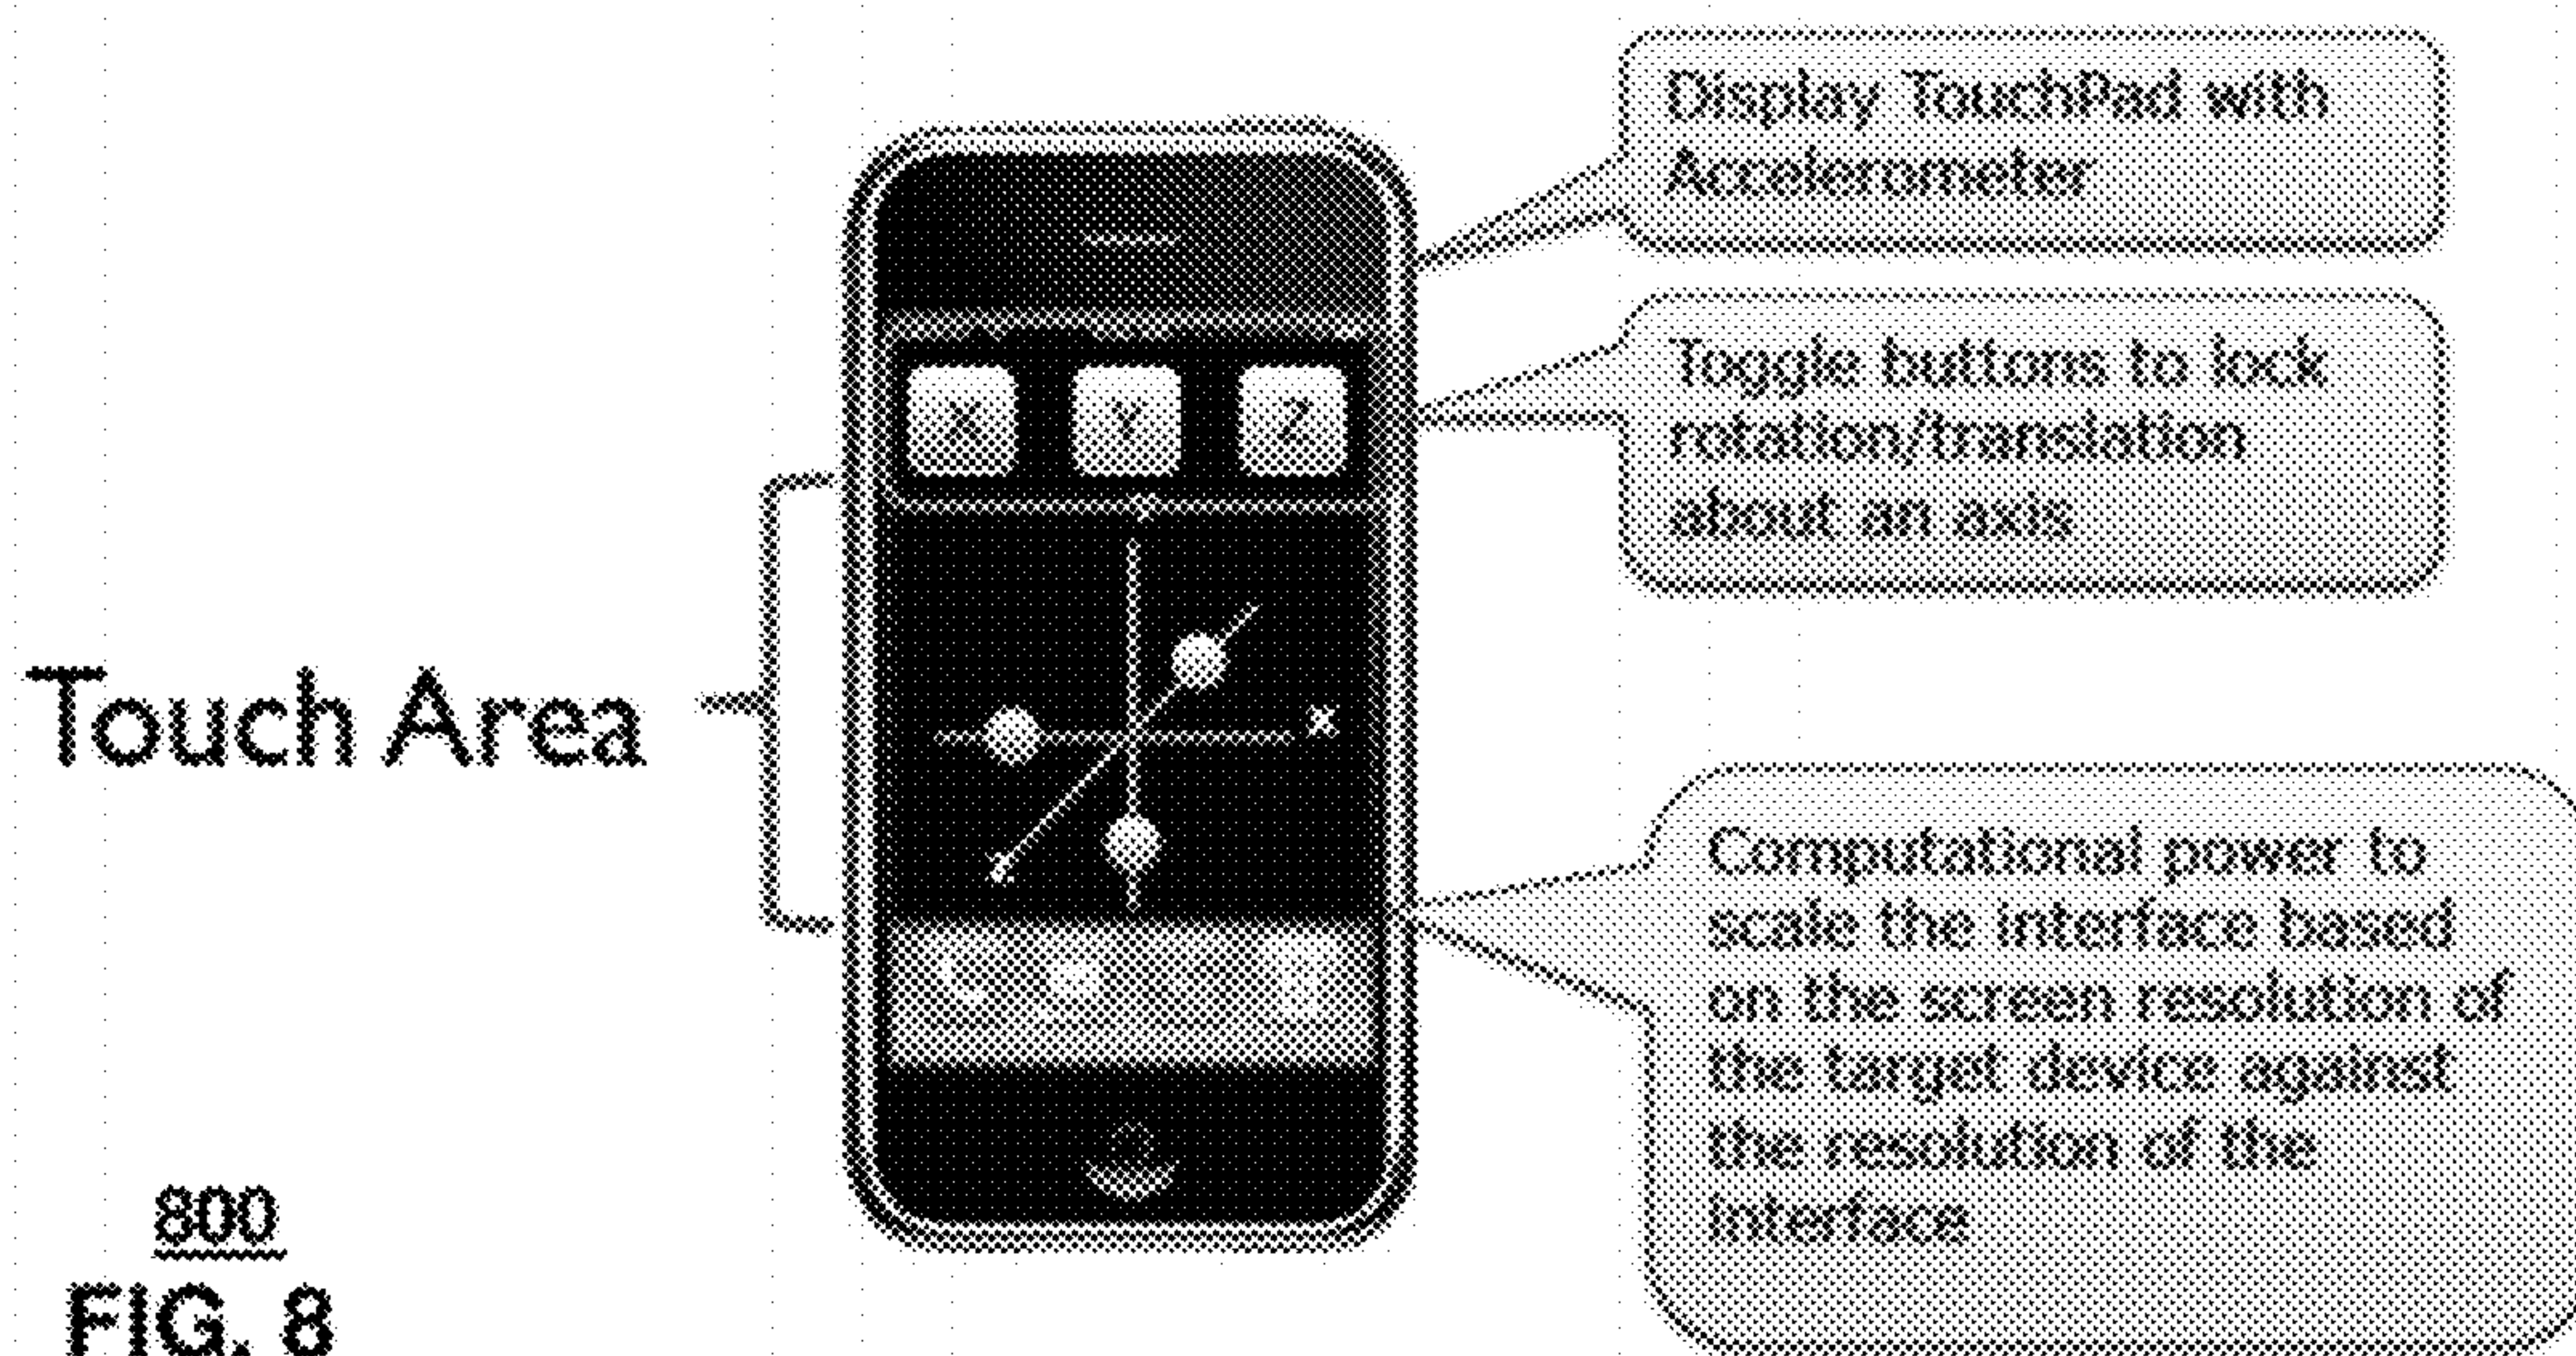 Display TouchPad with
Accelerometer
X Y Z
Toggle buttons to lock
rotation/translation
about an axis
Touch Area
x
Computational power to
scale the interface based
on the screen resolution of
the target device against
the resolution of the
Interface
800
FIG. 8